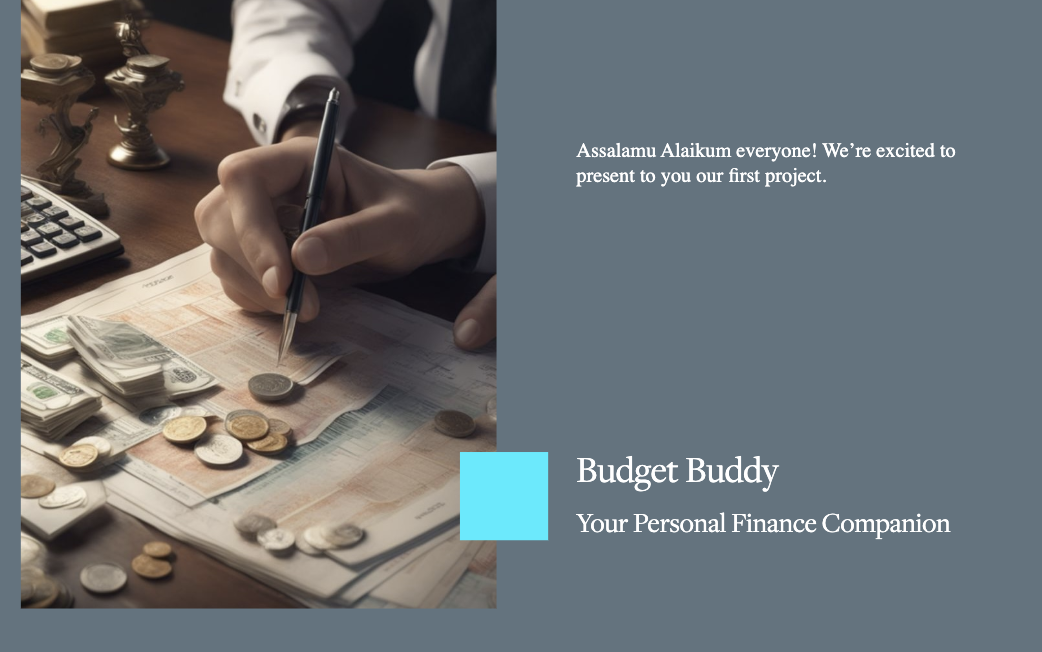 Assalamu Alaikum everyone! We’re excited to
present to you our first project.
Budget Buddy
Your Personal Finance Companion